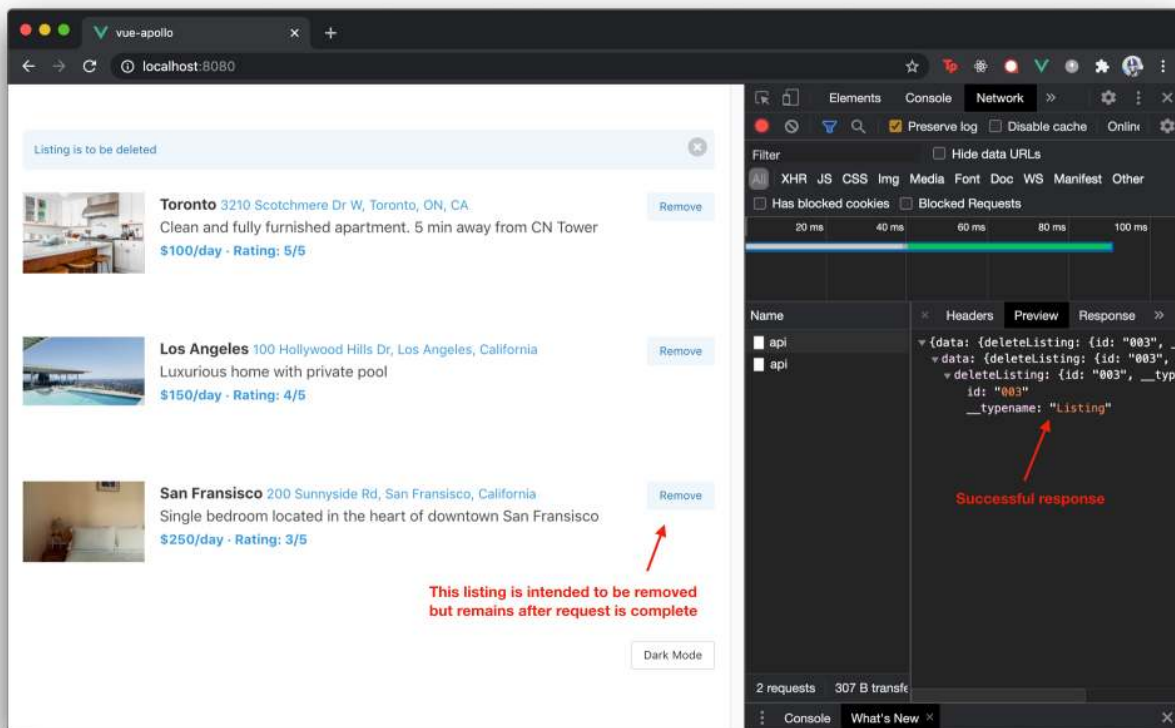 vue-apollo
localhost:8080
Elements Console Network »
Preserve log Disable cache Online
Listing is to be deleted
Filter Hide data URLs
All XHR JS CSS Img Media Font Doc WS Manifest Other
Has blocked cookies Blocked Requests
20 ms 40 ms 60 ms 80 ms 100 ms
Toronto 3210 Scotchmere Dr W, Toronto, ON, CA
Clean and fully furnished apartment. 5 min away from CN Tower
$100/day · Rating: 5/5
Remove
Name
Headers Preview Response »
api
api
{data: {deleteListing: {id: "003", _
data: {deleteListing: {id: "003",
deleteListing: {id: "003", __typ
id: "003"
__typename: "Listing"
Successful response
Los Angeles 100 Hollywood Hills Dr, Los Angeles, California
Luxurious home with private pool
$150/day · Rating: 4/5
Remove
San Fransisco 200 Sunnyside Rd, San Fransisco, California
Single bedroom located in the heart of downtown San Fransisco
$250/day · Rating: 3/5
Remove
This listing is intended to be removed
but remains after request is complete
Dark Mode
2 requests 307 B transfe
Console What's New